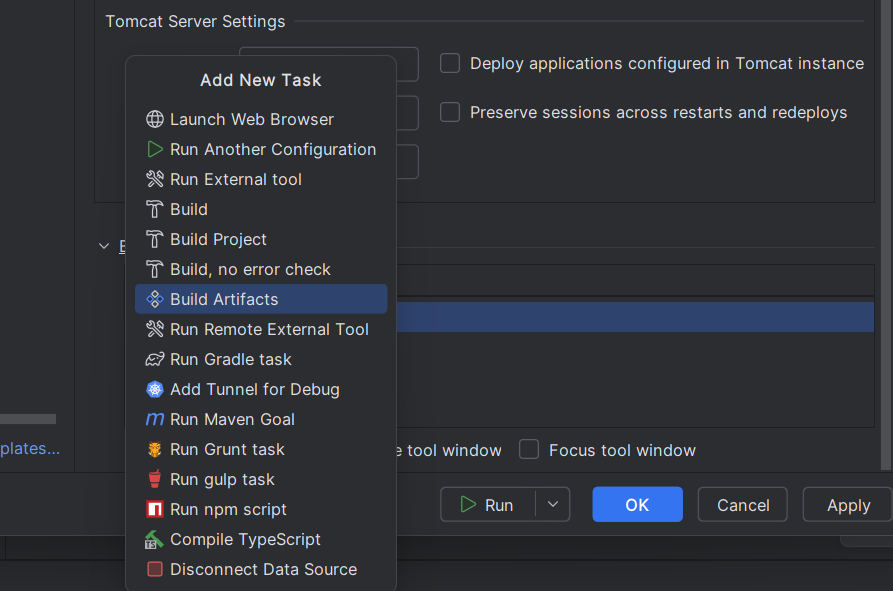 Tomcat Server Settings
Deploy applications configured in Tomcat instance
Preserve sessions across restarts and redeploys
Add New Task
Launch Web Browser
Run Another Configuration
Run External tool
Build
Build Project
Build, no error check
Build Artifacts
Run Remote External Tool
Run Gradle task
Add Tunnel for Debug
Run Maven Goal
Run Grunt task
Run gulp task
Run npm script
Compile TypeScript
Disconnect Data Source
plates...
e tool window
Focus tool window
Run
OK
Cancel
Apply